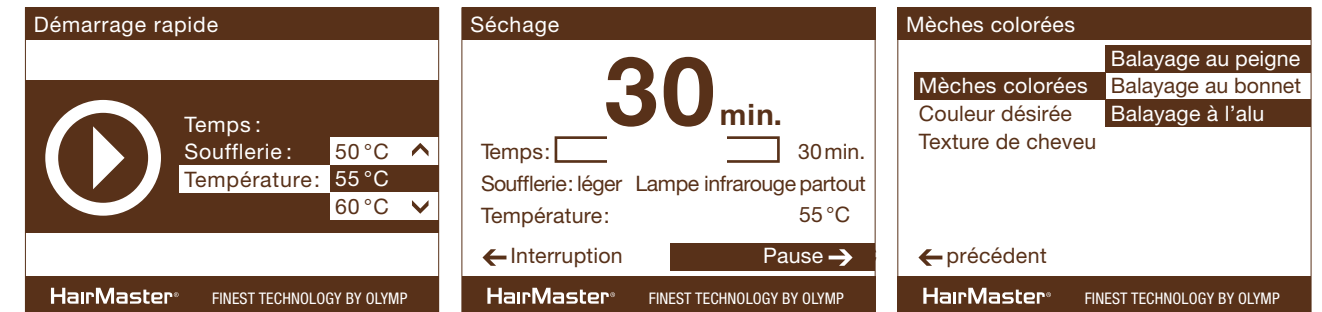 Démarrage rapide
Temps :
Soufflerie : 50 °C
Température : 55 °C
60 °C
HairMaster® FINEST TECHNOLOGY BY OLYMP
Séchage
30 min.
Temps : 30 min.
Soufflerie : léger Lampe infrarouge partout
Température : 55 °C
← Interruption Pause →
HairMaster® FINEST TECHNOLOGY BY OLYMP
Mèches colorées
Balayage au peigne
Mèches colorées Balayage au bonnet
Couleur désirée Balayage à l'alu
Texture de cheveu
← précédent
HairMaster® FINEST TECHNOLOGY BY OLYMP